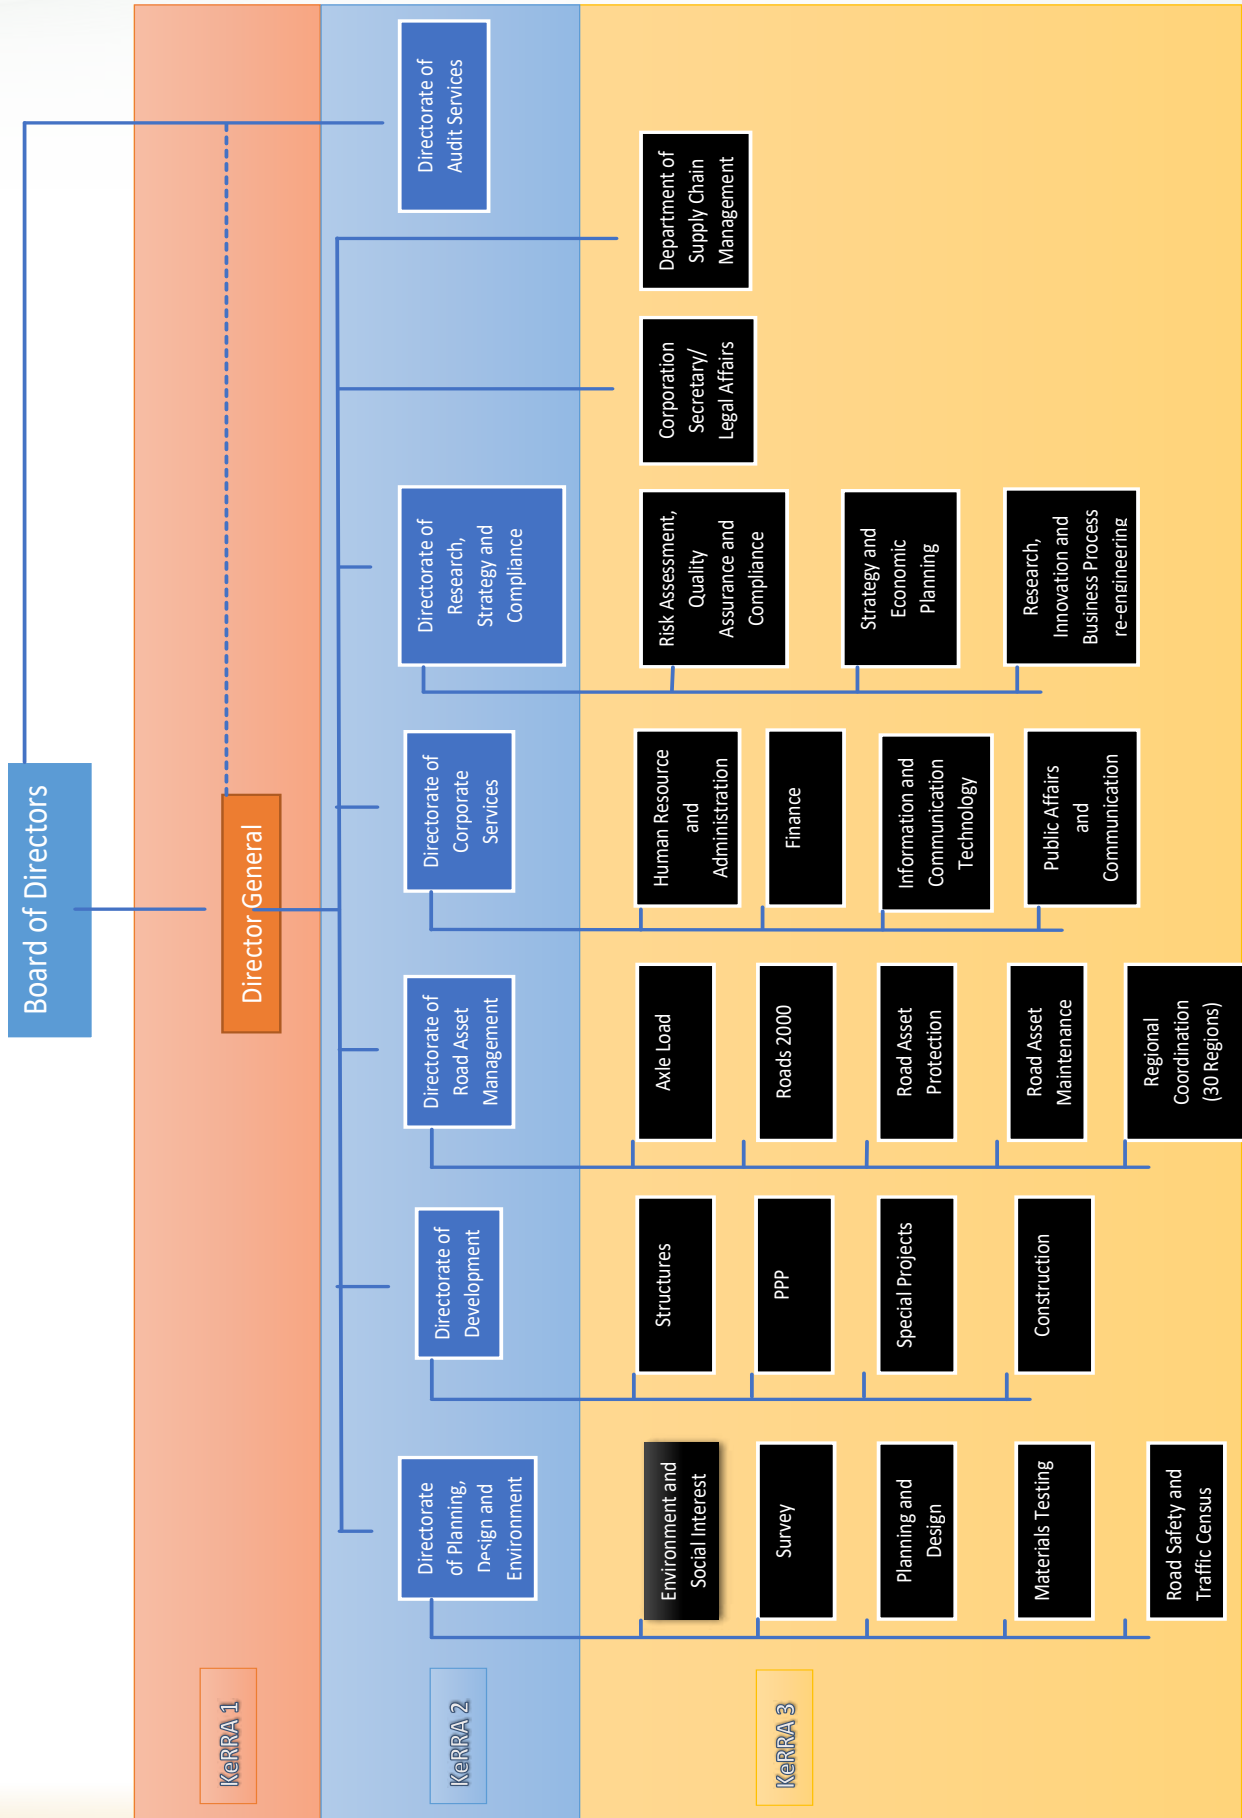 Board of Directors
KeRRA 1
Director General
KeRRA 2
Directorate
of Planning,
Design and
Environment
Directorate of
Development
Directorate of
Road Asset
Management
Directorate of
Corporate
Services
Directorate of
Research,
Strategy and
Compliance
Directorate of
Audit Services
KeRRA 3
Environment and
Social Interest
Survey
Planning and
Design
Materials Testing
Road Safety and
Traffic Census
Structures
PPP
Special Projects
Construction
Axle Load
Roads 2000
Road Asset
Protection
Road Asset
Maintenance
Regional
Coordination
(30 Regions)
Human Resource
and
Administration
Finance
Information and
Communication
Technology
Public Affairs
and
Communication
Risk Assessment,
Quality
Assurance and
Compliance
Strategy and
Economic
Planning
Research,
Innovation and
Business Process
re-engineering
Corporation
Secretary/
Legal Affairs
Department of
Supply Chain
Management